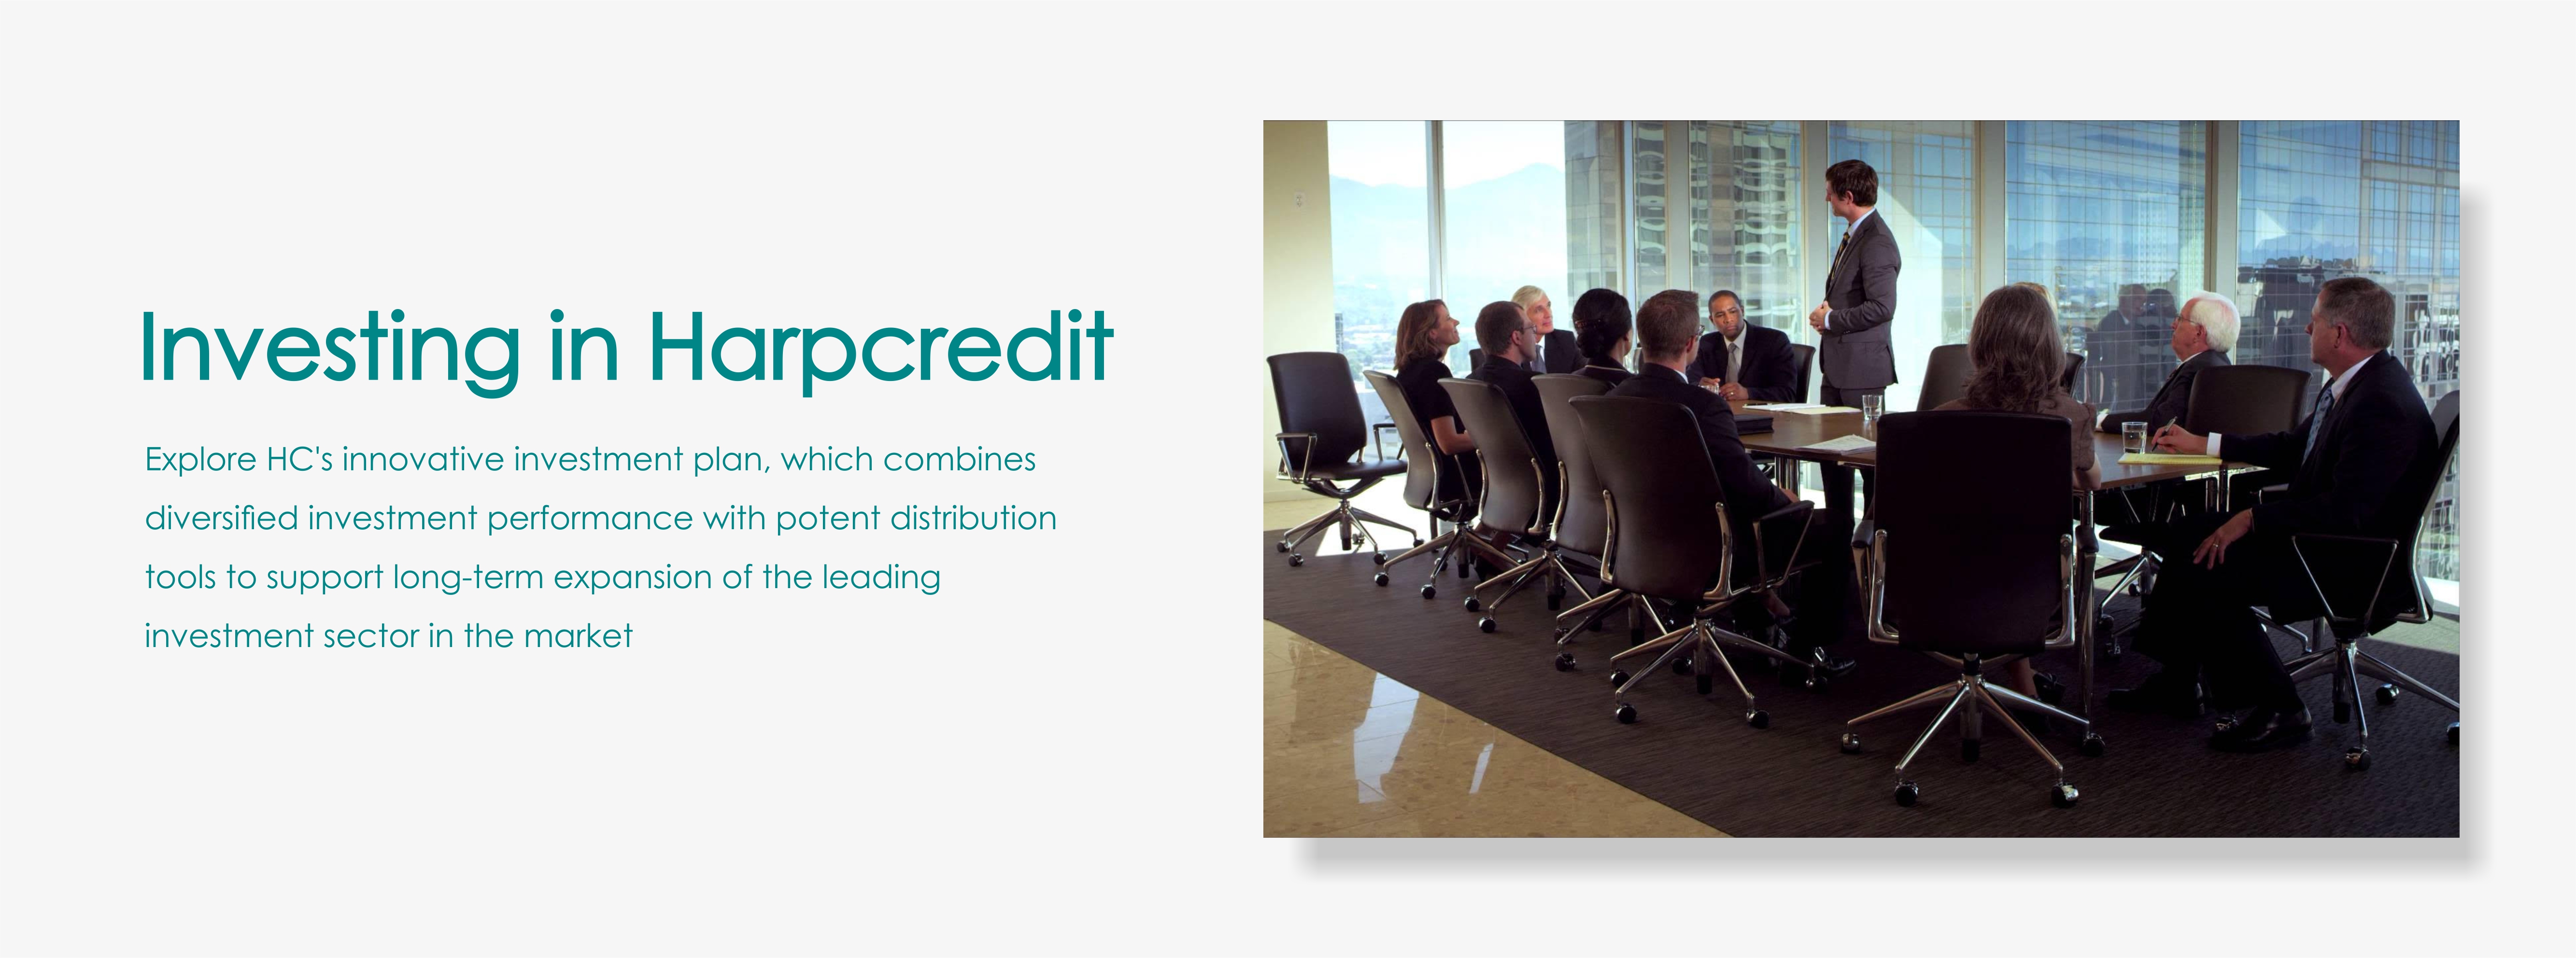 Investing in Harpcredit
Explore HC's innovative investment plan, which combines
diversified investment performance with potent distribution
tools to support long-term expansion of the leading
investment sector in the market